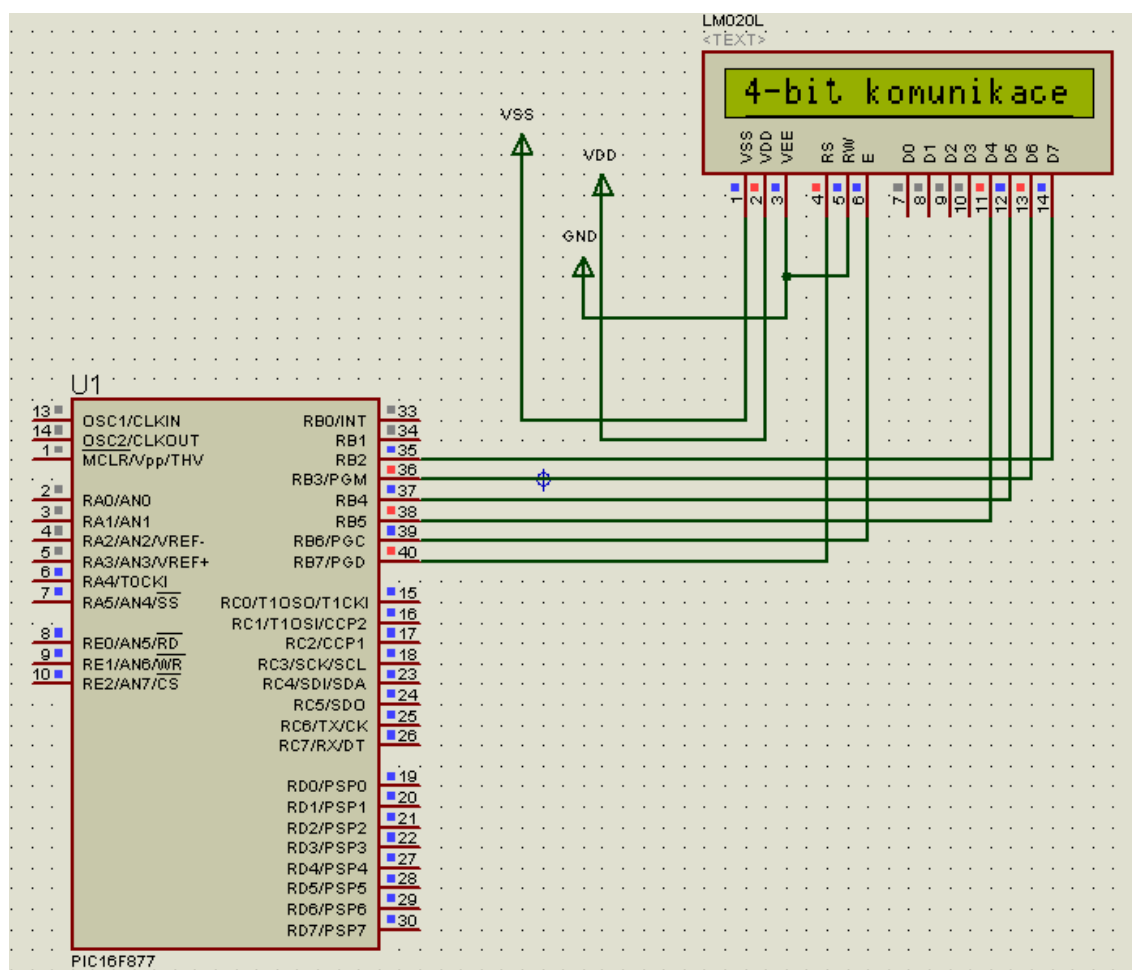 LM020L
<TEXT>
4-bit komunikace
VSS
VDD
GND
VSS VDD VEE RS RW E D0 D1 D2 D3 D4 D5 D6 D7
1 2 3 4 5 6 7 8 9 10 11 12 13 14
U1
13 OSC1/CLKIN RB0/INT 33
14 OSC2/CLKOUT RB1 34
1 MCLR/Vpp/THV RB2 35
RB3/PGM 36
2 RA0/AN0 RB4 37
3 RA1/AN1 RB5 38
4 RA2/AN2/VREF- RB6/PGC 39
5 RA3/AN3/VREF+ RB7/PGD 40
6 RA4/T0CKI
7 RA5/AN4/SS RC0/T1OSO/T1CKI 15
RC1/T1OSI/CCP2 16
8 RE0/AN5/RD RC2/CCP1 17
9 RE1/AN6/WR RC3/SCK/SCL 18
10 RE2/AN7/CS RC4/SDI/SDA 23
RC5/SDO 24
RC6/TX/CK 25
RC7/RX/DT 26
RD0/PSP0 19
RD1/PSP1 20
RD2/PSP2 21
RD3/PSP3 22
RD4/PSP4 27
RD5/PSP5 28
RD6/PSP6 29
RD7/PSP7 30
PIC16F877